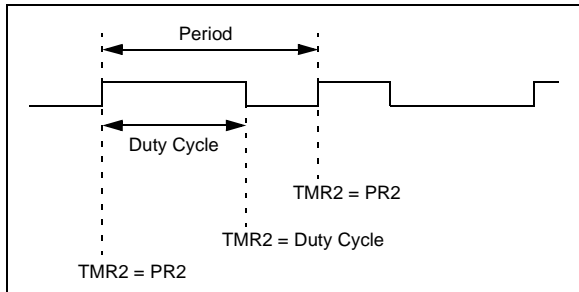 Period
Duty Cycle
TMR2 = PR2
TMR2 = Duty Cycle
TMR2 = PR2